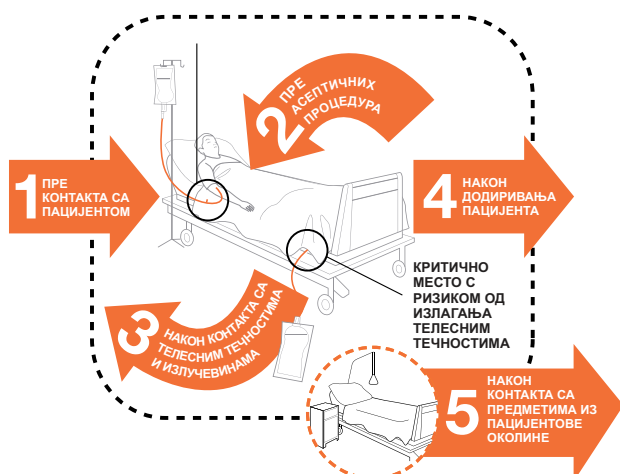 1
ПРЕ
КОНТАКТА СА
ПАЦИЈЕНТОМ
2
ПРЕ
АСЕПТИЧНИХ
ПРОЦЕДУРА
3
НАКОН КОНТАКТА СА
ТЕЛЕСНИМ ТЕЧНОСТИМА
И ИЗЛУЧЕВИНАМА
4
НАКОН
ДОДИРИВАЊА
ПАЦИЈЕНТА
КРИТИЧНО
МЕСТО С
РИЗИКОМ ОД
ИЗЛАГАЊА
ТЕЛЕСНИМ
ТЕЧНОСТИМА
5
НАКОН
КОНТАКТА СА
ПРЕДМЕТИМА ИЗ
ПАЦИЈЕНТОВЕ
ОКОЛИНЕ